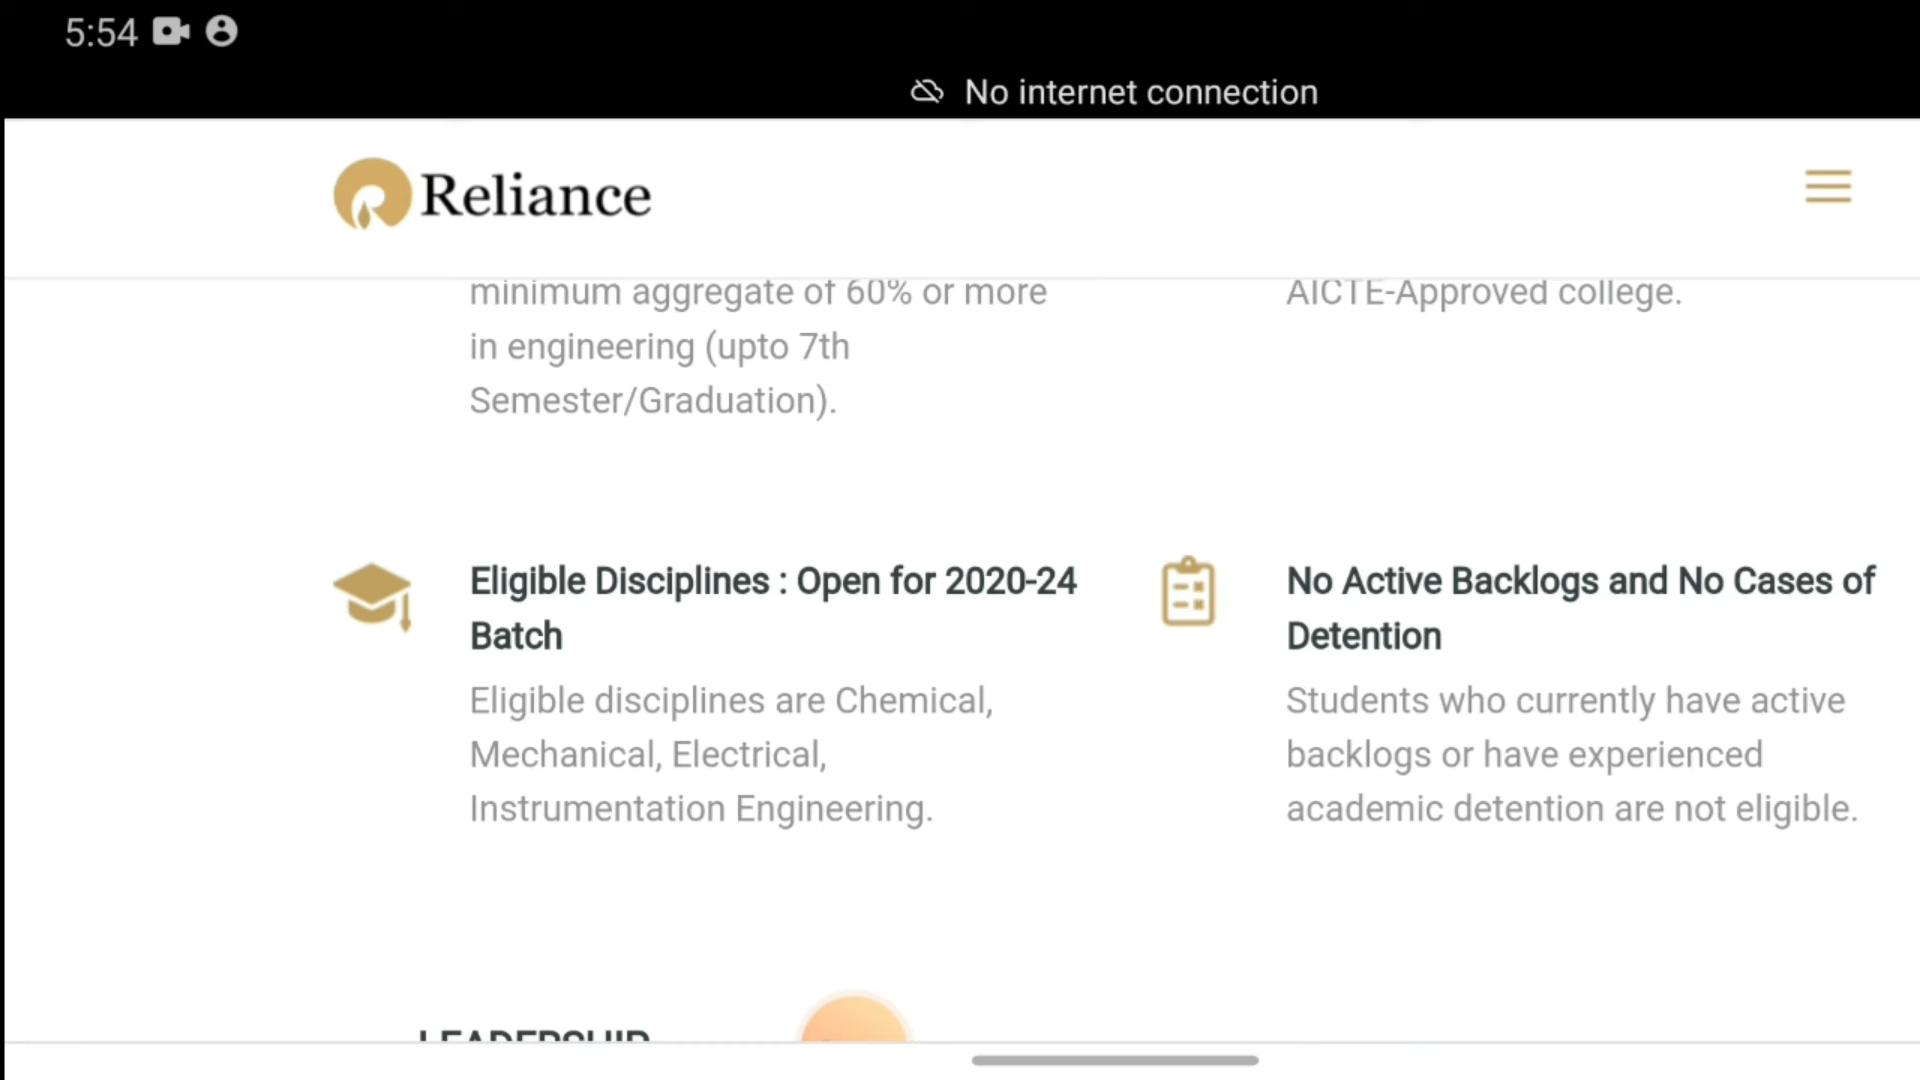 5:54
No internet connection
Reliance
minimum aggregate of 60% or more
in engineering (upto 7th
Semester/Graduation).
AICTE-Approved college.
Eligible Disciplines : Open for 2020-24
Batch
Eligible disciplines are Chemical,
Mechanical, Electrical,
Instrumentation Engineering.
No Active Backlogs and No Cases of
Detention
Students who currently have active
backlogs or have experienced
academic detention are not eligible.
LEADERSHIP